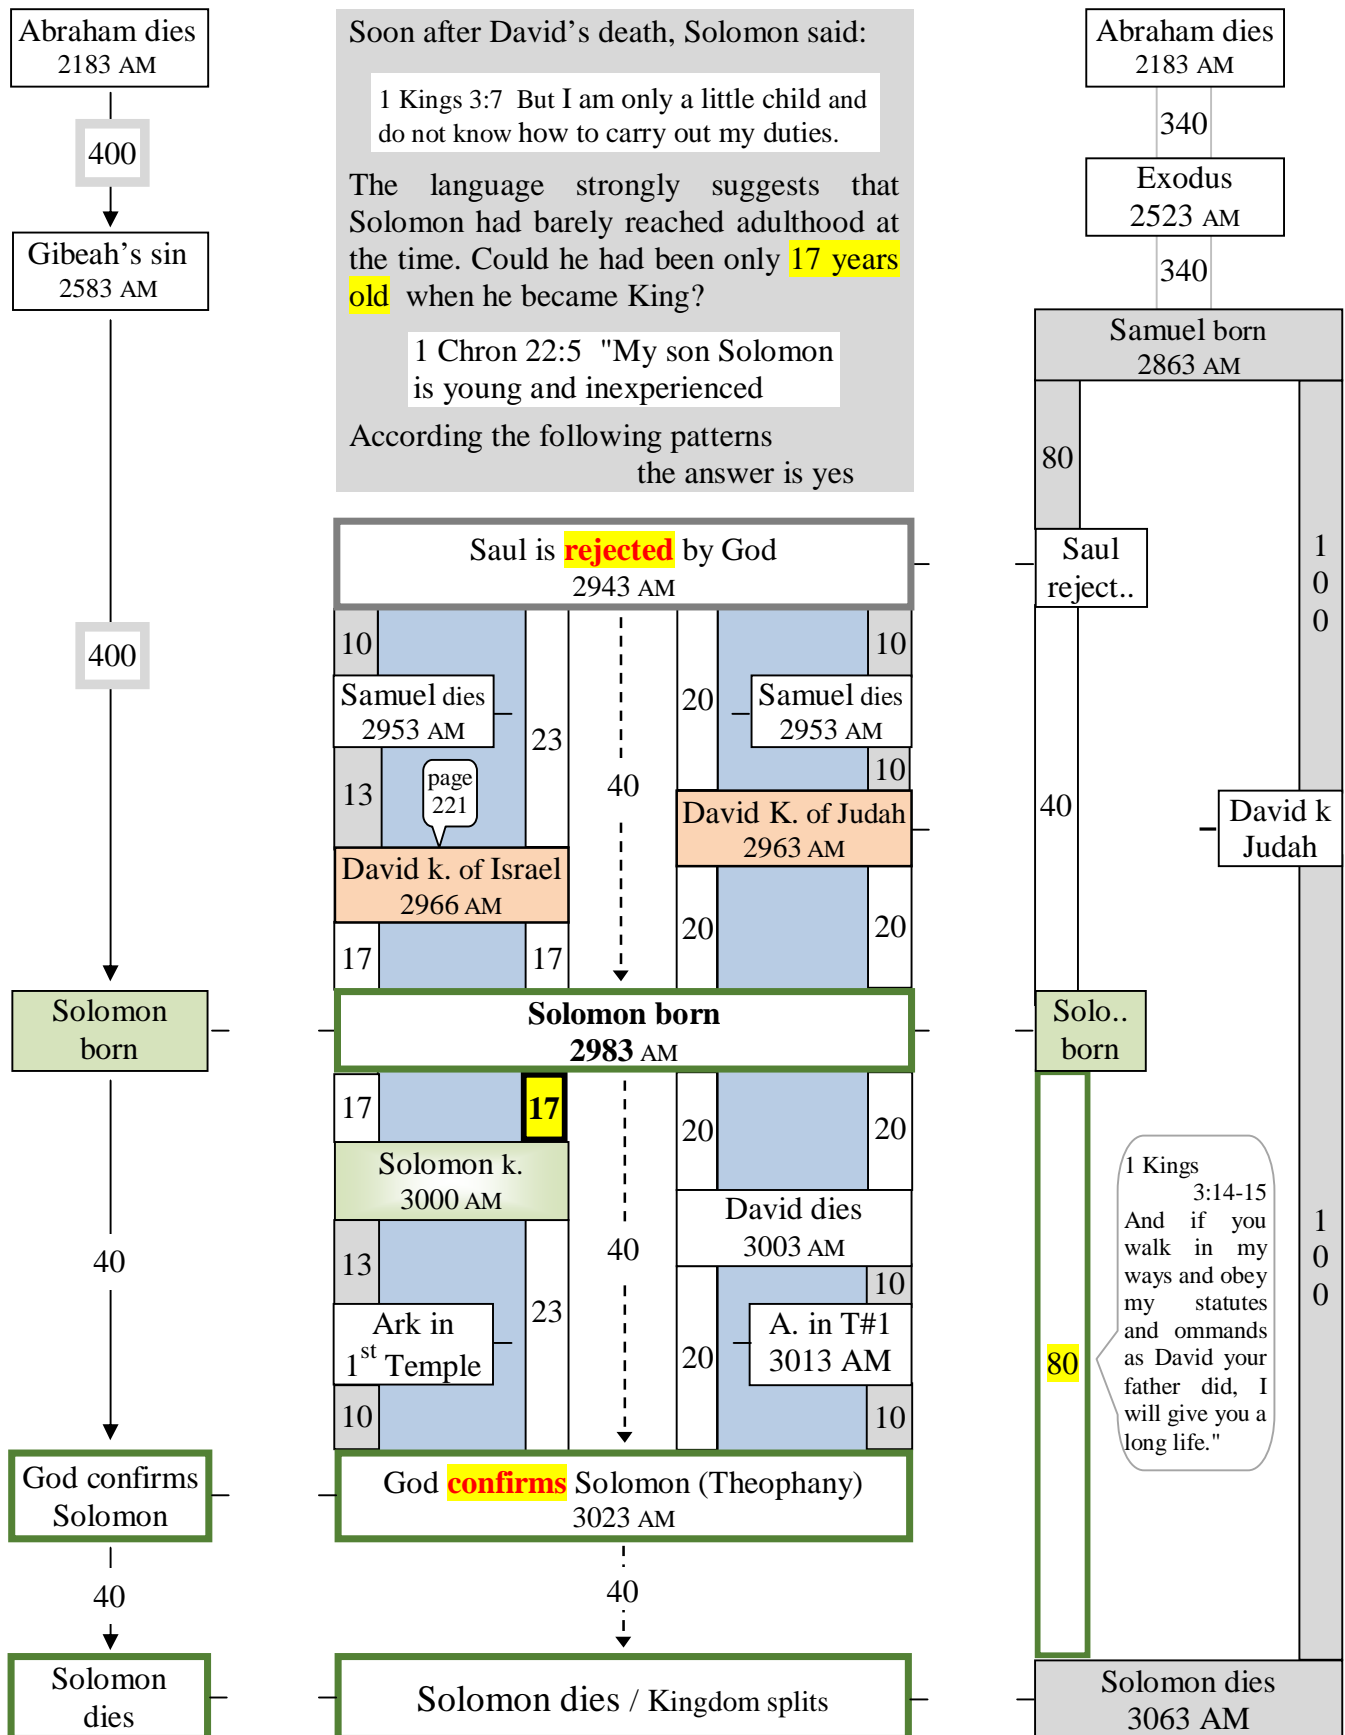 Abraham dies
2183 AM
400
Gibeah's sin
2583 AM
400
Solomon
born
40
God confirms
Solomon
40
Solomon
dies
Soon after David's death, Solomon said:
1 Kings 3:7 But I am only a little child and
do not know how to carry out my duties.
The language strongly suggests that
Solomon had barely reached adulthood at
the time. Could he had been only 17 years
old when he became King?
1 Chron 22:5 "My son Solomon
is young and inexperienced
According the following patterns
the answer is yes
Saul is rejected by God
2943 AM
10
Samuel dies
2953 AM
13
page
221
23
David k. of Israel
2966 AM
17
17
40
20
10
Samuel dies
2953 AM
10
David K. of Judah
2963 AM
20
20
Solomon born
2983 AM
17
17
Solomon k.
3000 AM
13
23
Ark in
1st Temple
10
40
20
20
David dies
3003 AM
10
20
A. in T#1
3013 AM
10
God confirms Solomon (Theophany)
3023 AM
40
Solomon dies / Kingdom splits
Abraham dies
2183 AM
340
Exodus
2523 AM
340
Samuel born
2863 AM
80
Saul
reject..
1
0
0
40
David k
Judah
Solo..
born
80
1 Kings
3:14-15
And if you
walk in my
ways and obey
my statutes
and ommands
as David your
father did, I
will give you a
long life."
1
0
0
Solomon dies
3063 AM